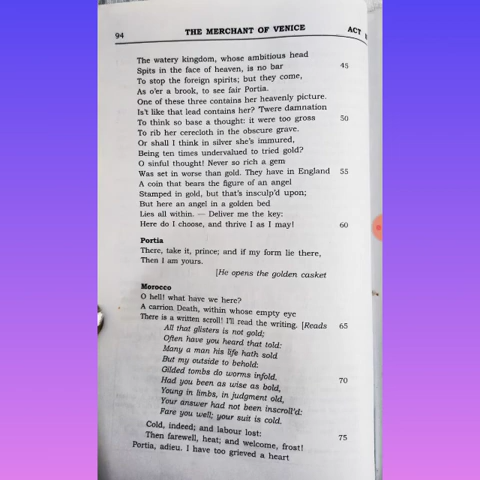 94 THE MERCHANT OF VENICE ACT I
The watery kingdom, whose ambitious head
Spits in the face of heaven, is no bar 45
To stop the foreign spirits; but they come,
As o'er a brook, to see fair Portia.
One of these three contains her heavenly picture.
Is't like that lead contains her? 'Twere damnation
To think so base a thought: it were too gross 50
To rib her cerecloth in the obscure grave.
Or shall I think in silver she's immured,
Being ten times undervalued to tried gold?
O sinful thought! Never so rich a gem
Was set in worse than gold. They have in England 55
A coin that bears the figure of an angel
Stamped in gold, but that's insculp'd upon;
But here an angel in a golden bed
Lies all within. — Deliver me the key:
Here do I choose, and thrive I as I may! 60
Portia
There, take it, prince; and if my form lie there,
Then I am yours.
[He opens the golden casket
Morocco
O hell! what have we here?
A carrion Death, within whose empty eye
There is a written scroll! I'll read the writing. [Reads 65
All that glisters is not gold;
Often have you heard that told:
Many a man his life hath sold
But my outside to behold:
Gilded tombs do worms infold. 70
Had you been as wise as bold,
Young in limbs, in judgment old,
Your answer had not been inscroll'd:
Fare you well; your suit is cold.
Cold, indeed; and labour lost:
Then farewell, heat; and welcome, frost! 75
Portia, adieu. I have too grieved a heart